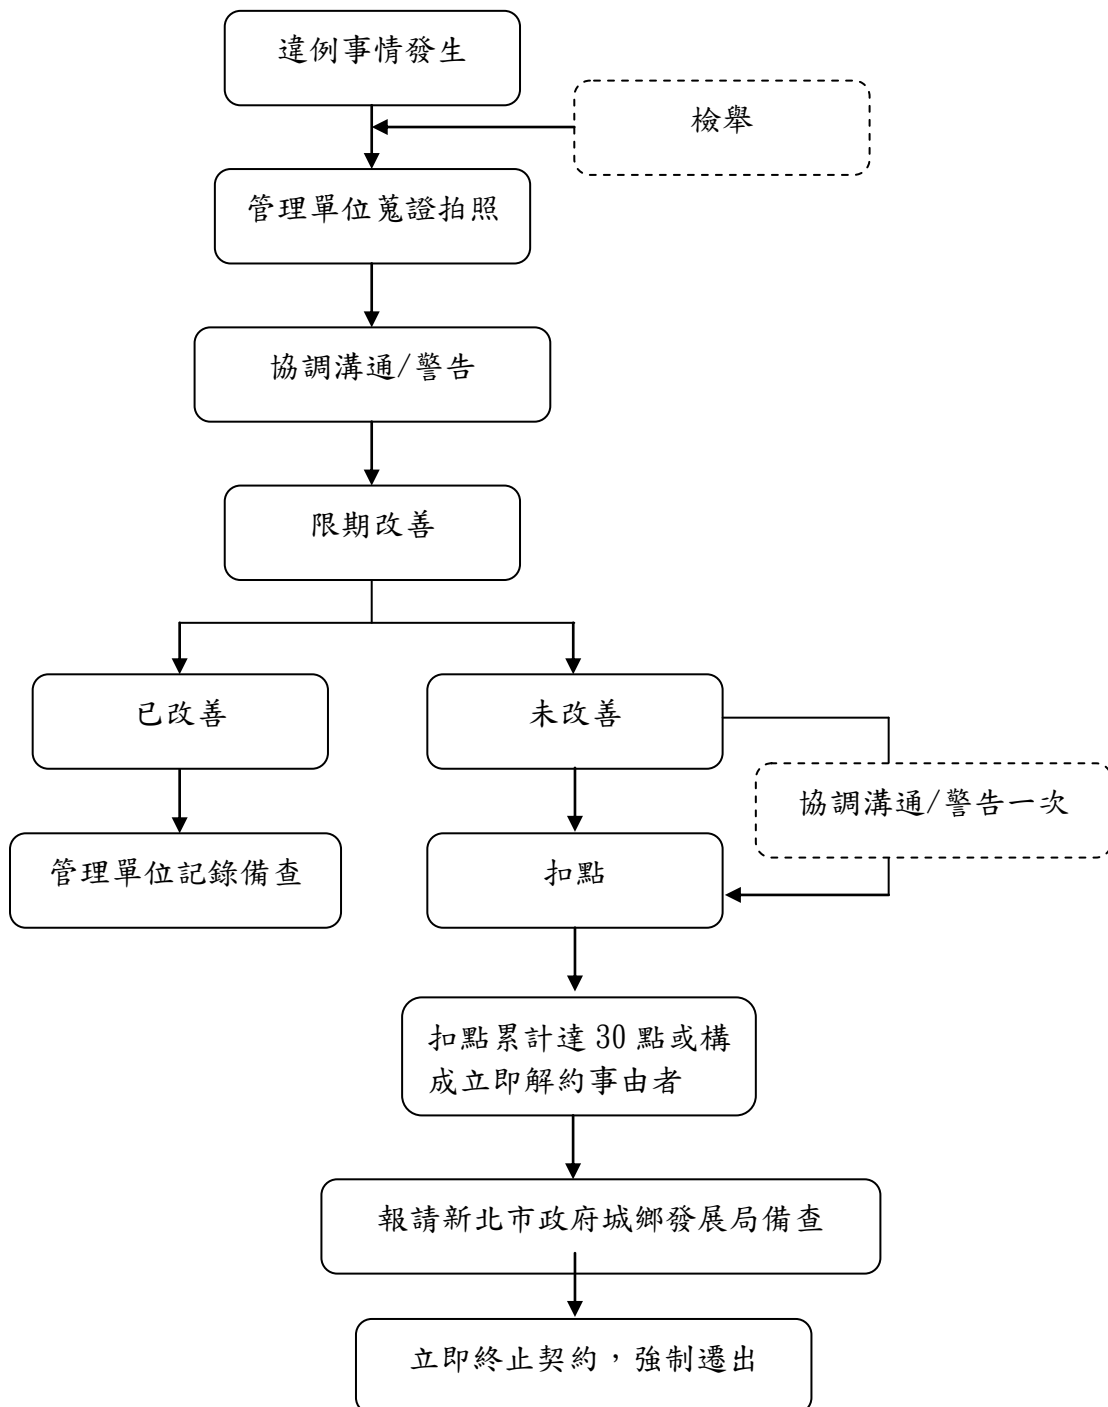 違例事情發生
檢舉
管理單位蒐證拍照
協調溝通/警告
限期改善
已改善
未改善
協調溝通/警告一次
管理單位記錄備查
扣點
扣點累計達 30 點或構
成立即解約事由者
報請新北市政府城鄉發展局備查
立即終止契約，強制遷出